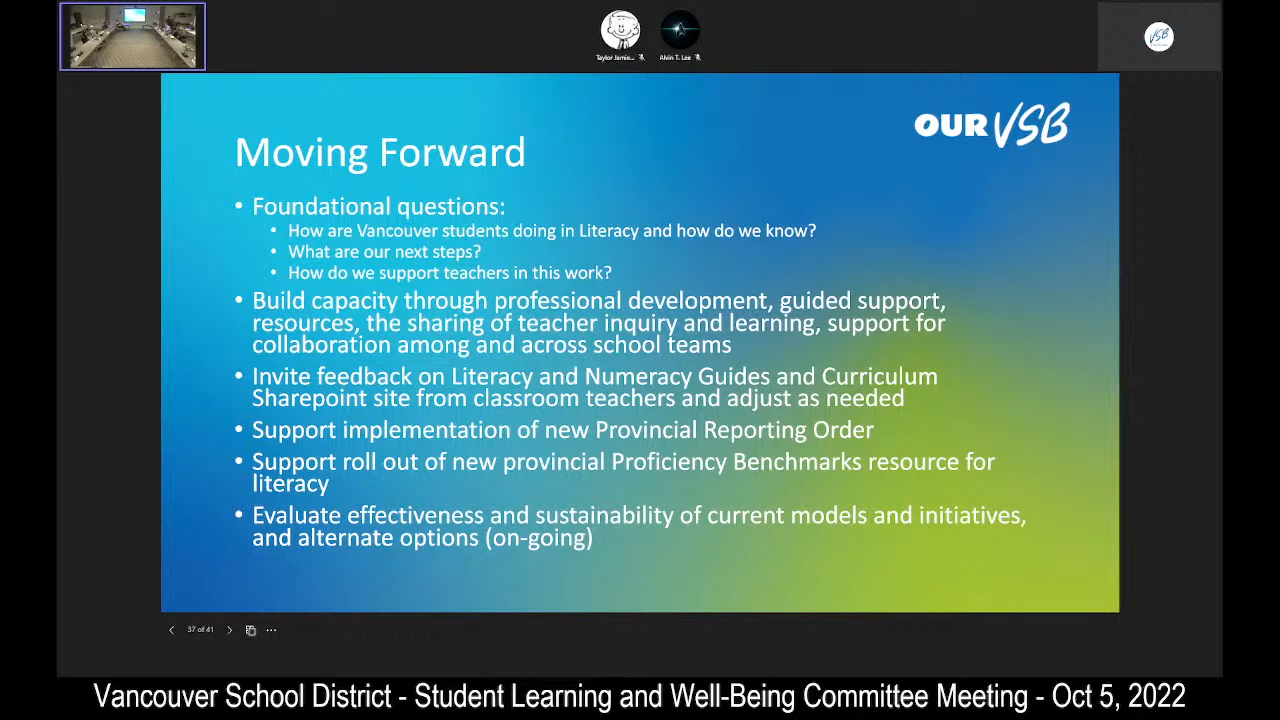 Taylor Jamie...
Alvin T. Lee
VSB
OUR VSB
Moving Forward
• Foundational questions:
• How are Vancouver students doing in Literacy and how do we know?
• What are our next steps?
• How do we support teachers in this work?
• Build capacity through professional development, guided support,
resources, the sharing of teacher inquiry and learning, support for
collaboration among and across school teams
• Invite feedback on Literacy and Numeracy Guides and Curriculum
Sharepoint site from classroom teachers and adjust as needed
• Support implementation of new Provincial Reporting Order
• Support roll out of new provincial Proficiency Benchmarks resource for
literacy
• Evaluate effectiveness and sustainability of current models and initiatives,
and alternate options (on-going)
37 of 41
Vancouver School District - Student Learning and Well-Being Committee Meeting - Oct 5, 2022